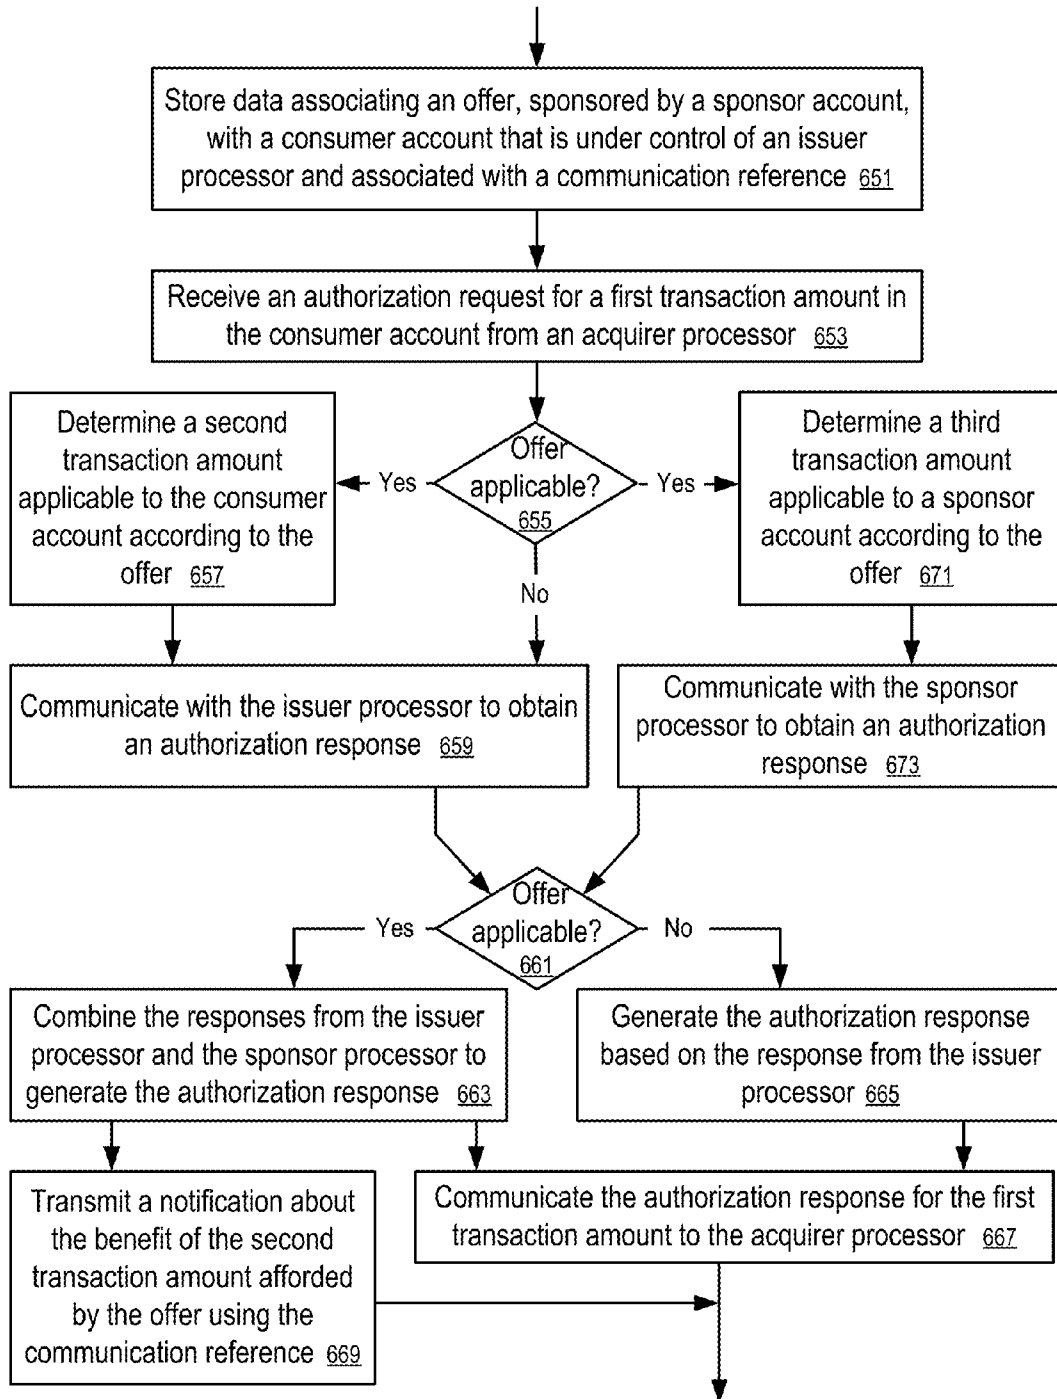 Store data associating an offer, sponsored by a sponsor account,
with a consumer account that is under control of an issuer
processor and associated with a communication reference 651
Receive an authorization request for a first transaction amount in
the consumer account from an acquirer processor 653
Determine a second
transaction amount
applicable to the consumer
account according to the
offer 657
Yes
Offer
applicable?
655
Yes
No
Determine a third
transaction amount
applicable to a sponsor
account according to the
offer 671
Communicate with the issuer processor to obtain
an authorization response 659
Communicate with the sponsor
processor to obtain an authorization
response 673
Yes
Offer
applicable?
661
No
Combine the responses from the issuer
processor and the sponsor processor to
generate the authorization response 663
Generate the authorization response
based on the response from the issuer
processor 665
Transmit a notification about
the benefit of the second
transaction amount afforded
by the offer using the
communication reference 669
Communicate the authorization response for the first
transaction amount to the acquirer processor 667